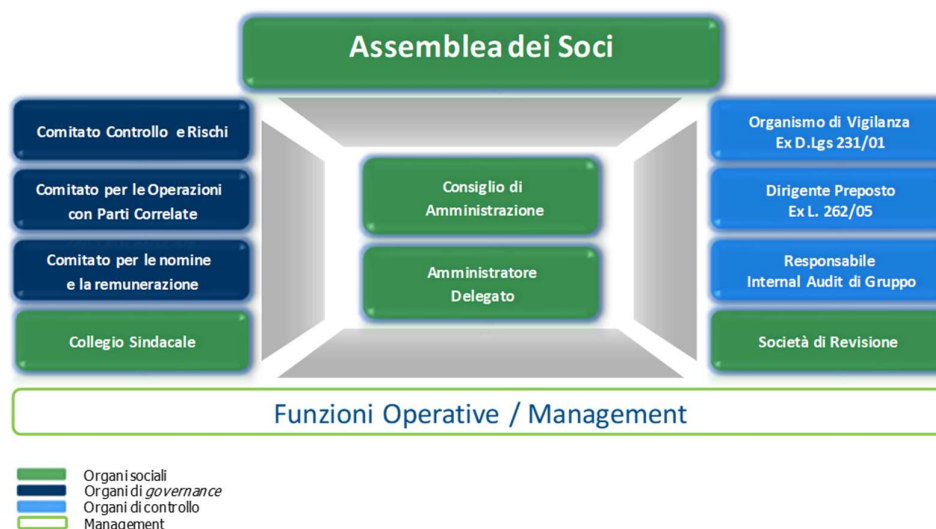 Assemblea dei Soci
Comitato Controllo e Rischi
Comitato per le Operazioni
con Parti Correlate
Comitato per le nomine
e la remunerazione
Collegio Sindacale
Consiglio di
Amministrazione
Amministratore
Delegato
Organismo di Vigilanza
Ex D.Lgs 231/01
Dirigente Preposto
Ex L. 262/05
Responsabile
Internal Audit di Gruppo
Società di Revisione
Funzioni Operative / Management
Organi sociali
Organi di governance
Organi di controllo
Management